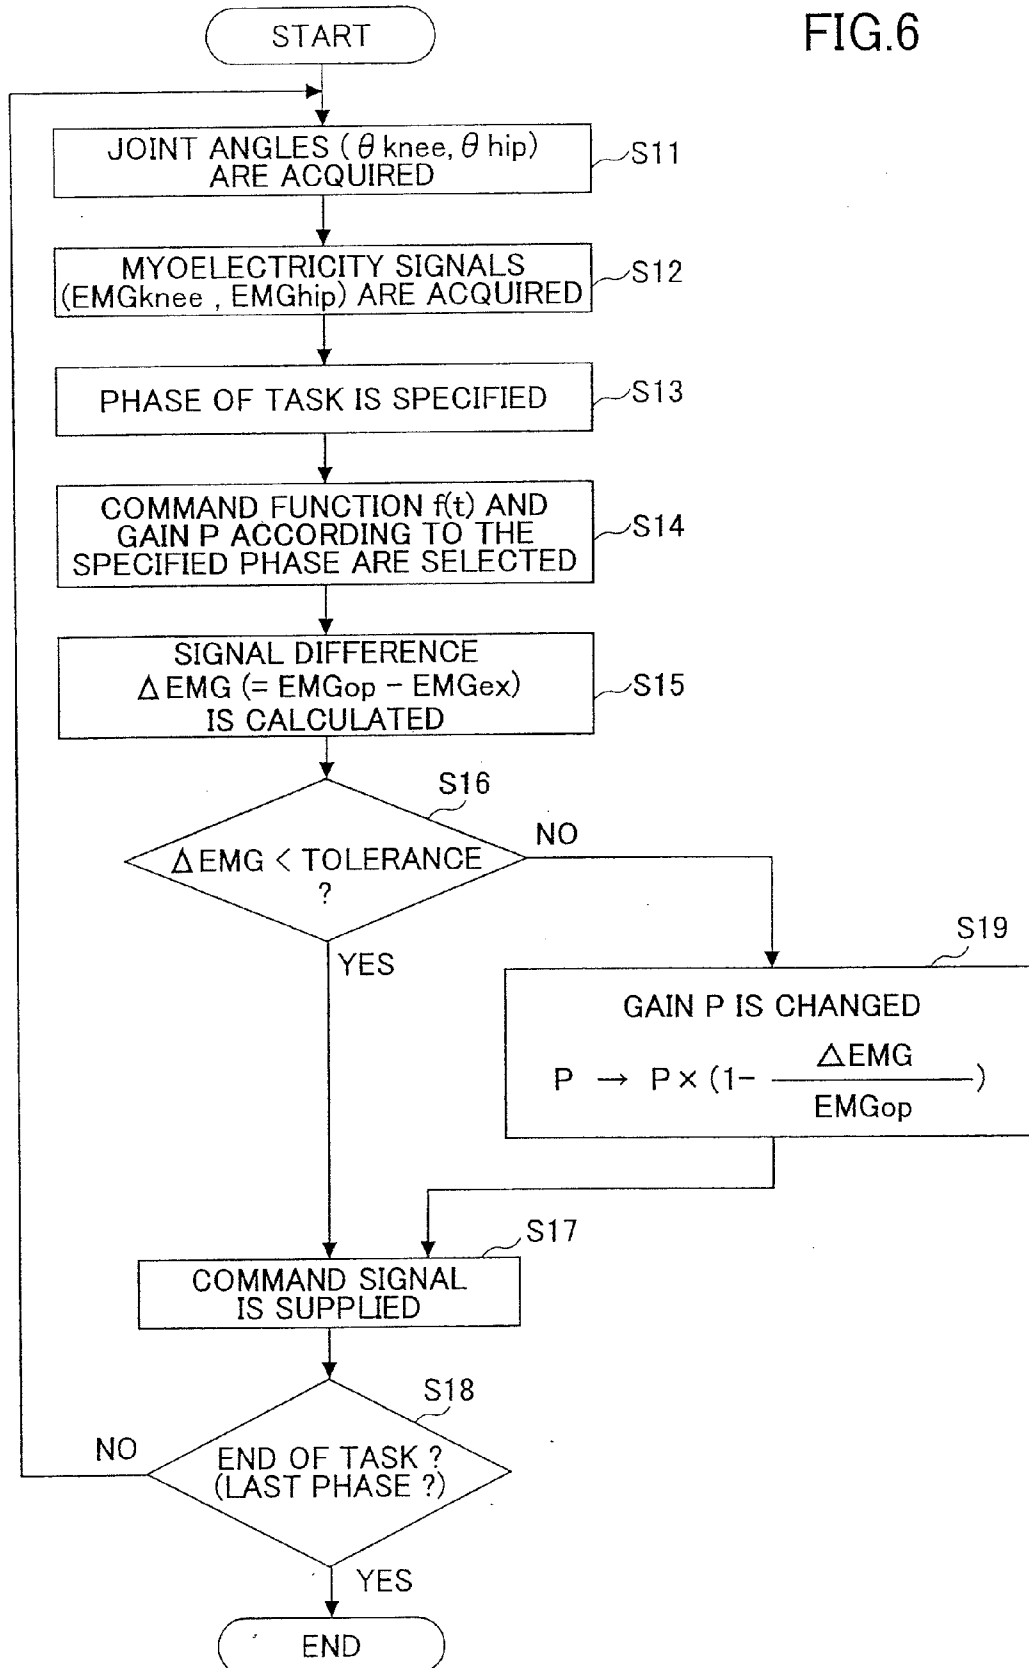 FIG.6
START
JOINT ANGLES (θ knee, θ hip)
ARE ACQUIRED
S11
MYOELECTRICITY SIGNALS
(EMGknee , EMGhip) ARE ACQUIRED
S12
PHASE OF TASK IS SPECIFIED
S13
COMMAND FUNCTION f(t) AND
GAIN P ACCORDING TO THE
SPECIFIED PHASE ARE SELECTED
S14
SIGNAL DIFFERENCE
ΔEMG (= EMGop - EMGex)
IS CALCULATED
S15
S16
ΔEMG < TOLERANCE
?
NO
YES
S19
GAIN P IS CHANGED
P → P × (1- ΔEMG / EMGop )
S17
COMMAND SIGNAL
IS SUPPLIED
S18
END OF TASK ?
(LAST PHASE ?)
NO
YES
END